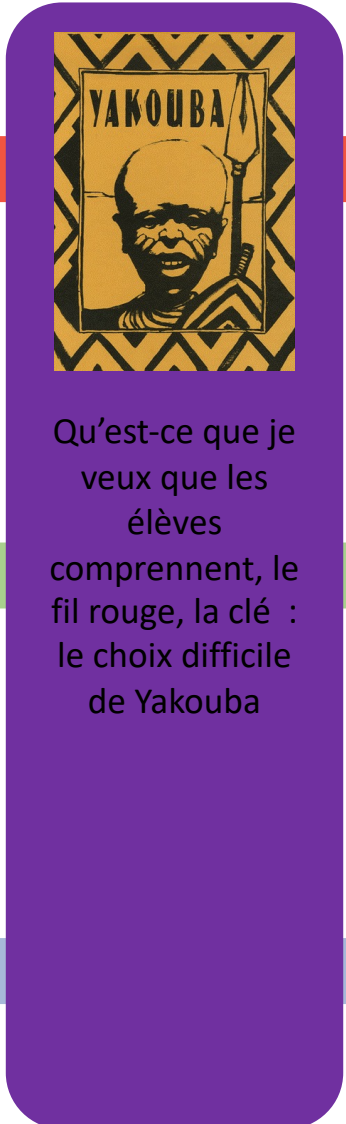 YAKOUBA
Qu’est-ce que je
veux que les
élèves
comprennent, le
fil rouge, la clé  :
le choix difficile
de Yakouba